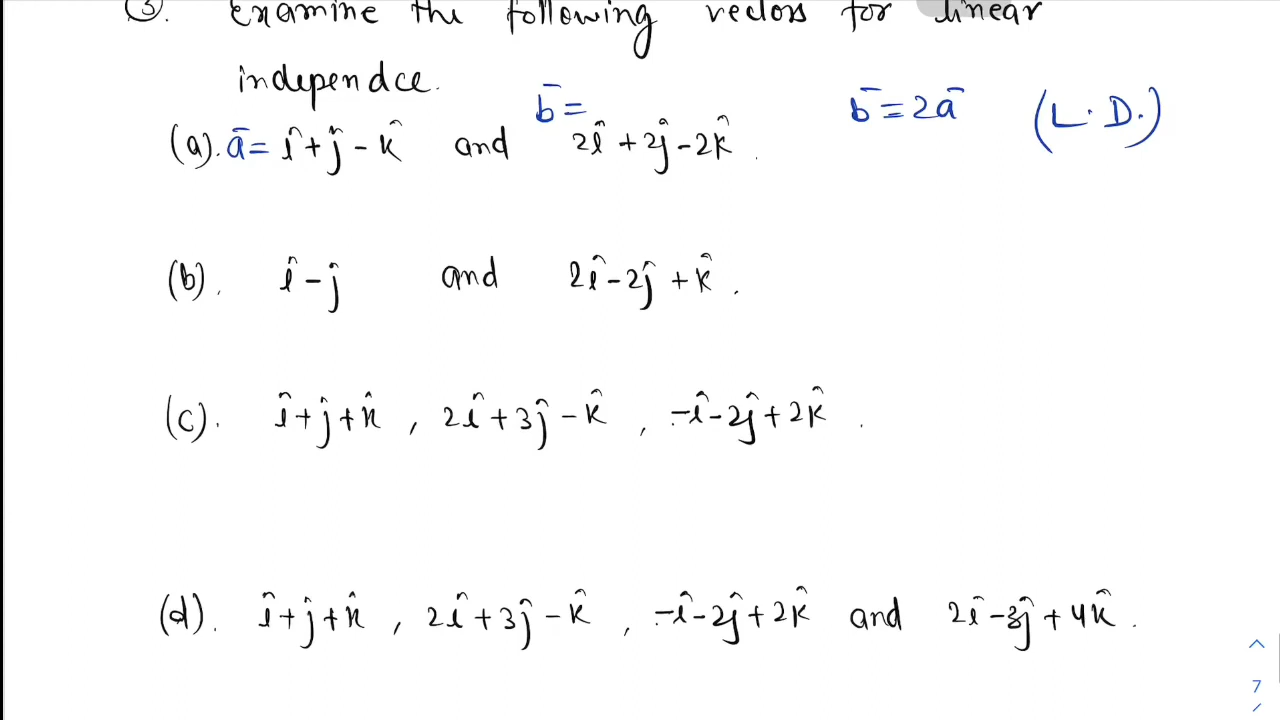 ③. Examine the following vectors for linear
independce.
(a). a̅ = î + ĵ - k̂ and b̅ = 2î + 2ĵ - 2k̂ . b̅ = 2a̅ (L.D.)
(b). î - ĵ and 2î - 2ĵ + k̂ .
(c). î + ĵ + k̂ , 2î + 3ĵ - k̂ , -î - 2ĵ + 2k̂ .
(d). î + ĵ + k̂ , 2î + 3ĵ - k̂ , -î - 2ĵ + 2k̂ and 2î - 3ĵ + 4k̂ .
7